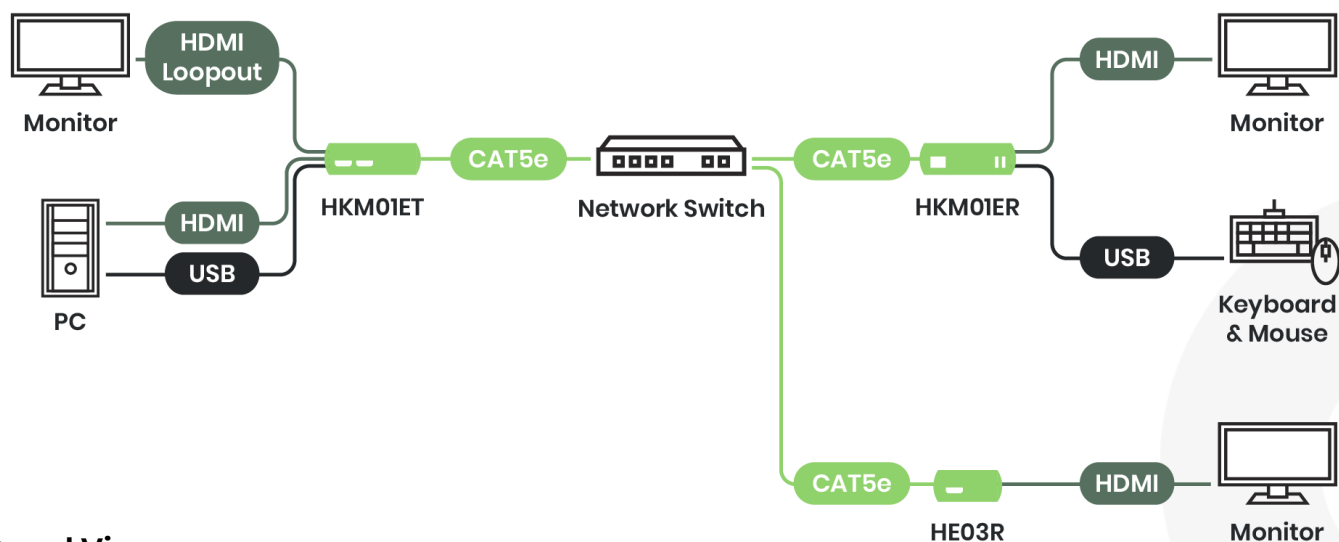 HDMI
Loopout
Monitor
HDMI
Monitor
CAT5e
CAT5e
HKM01ET
Network Switch
HKM01ER
HDMI
USB
PC
USB
Keyboard
& Mouse
CAT5e
HDMI
HE03R
Monitor